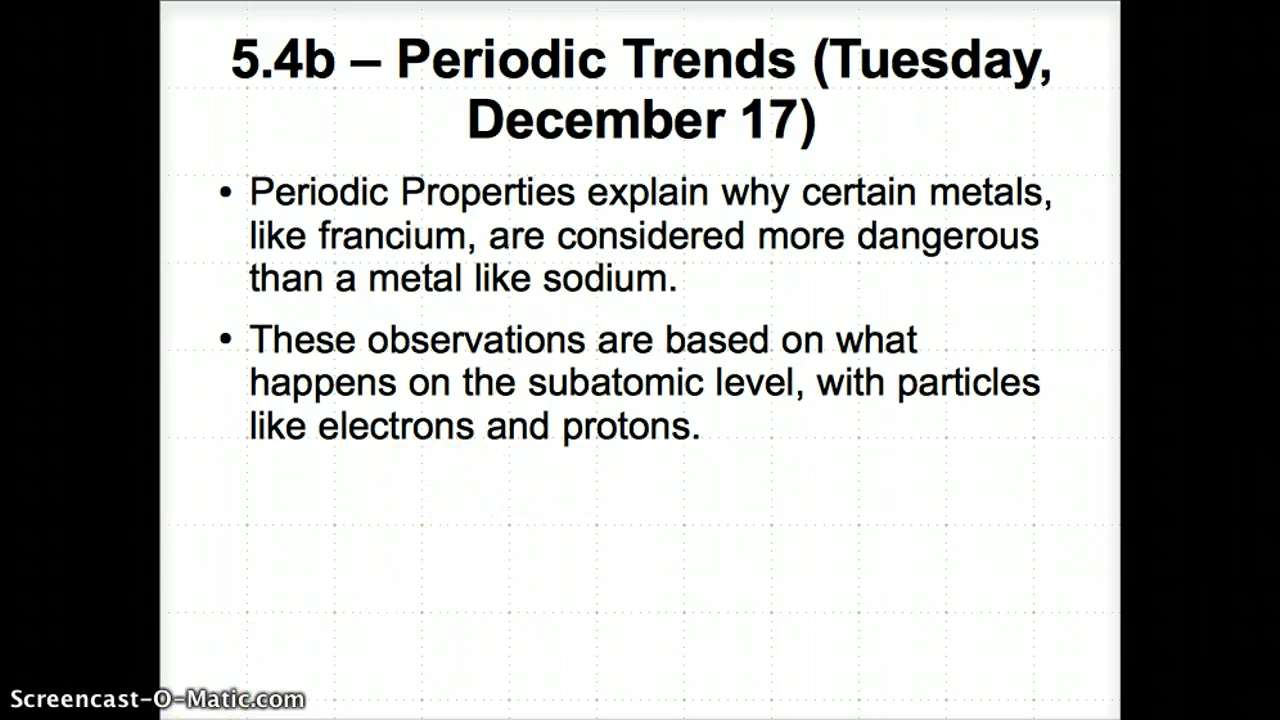 5.4b – Periodic Trends (Tuesday,
December 17)
• Periodic Properties explain why certain metals,
like francium, are considered more dangerous
than a metal like sodium.
• These observations are based on what
happens on the subatomic level, with particles
like electrons and protons.
Screencast-O-Matic.com